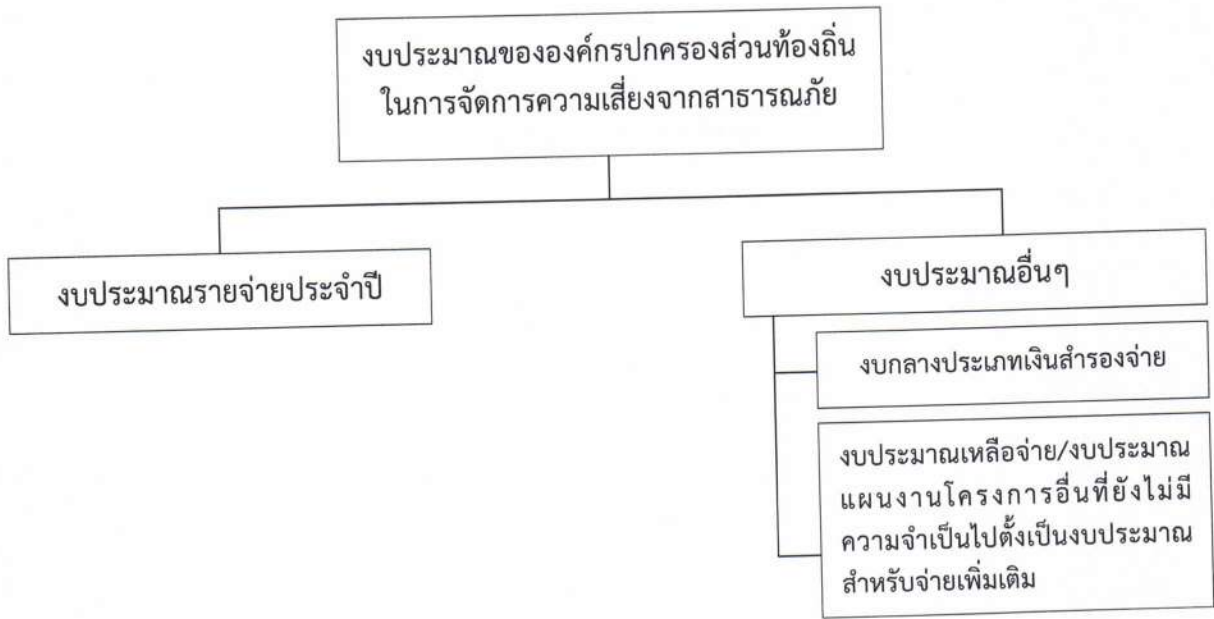 งบประมาณขององค์กรปกครองส่วนท้องถิ่น
ในการจัดการความเสี่ยงจากสาธารณภัย
งบประมาณรายจ่ายประจำปี
งบประมาณอื่นๆ
งบกลางประเภทเงินสำรองจ่าย
งบประมาณเหลือจ่าย/งบประมาณ
แผนงานโครงการอื่นที่ยังไม่มี
ความจำเป็นไปตั้งเป็นงบประมาณ
สำหรับจ่ายเพิ่มเติม